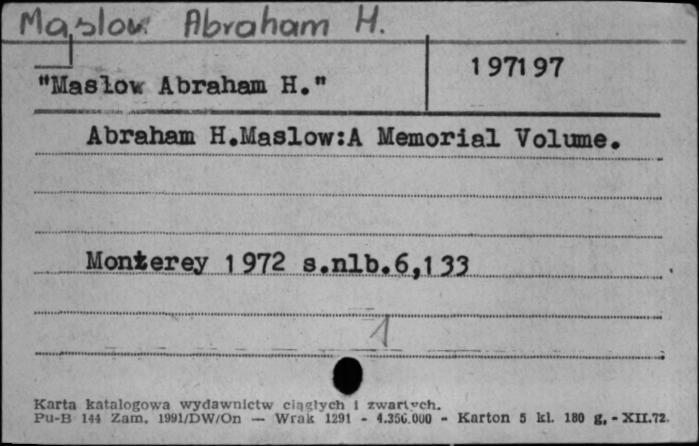 Maslow Abraham H.
"Maslow Abraham H."
197197
Abraham H.Maslow:A Memorial Volume.
Monterey 1972 s.nlb.6,133
1
Karta katalogowa wydawnictw ciągłych i zwartych.
Pu-B 144 Zam. 1991/DW/On — Wrak 1291 - 4.350.000 - Karton 5 kl. 180 g. - XII.72.